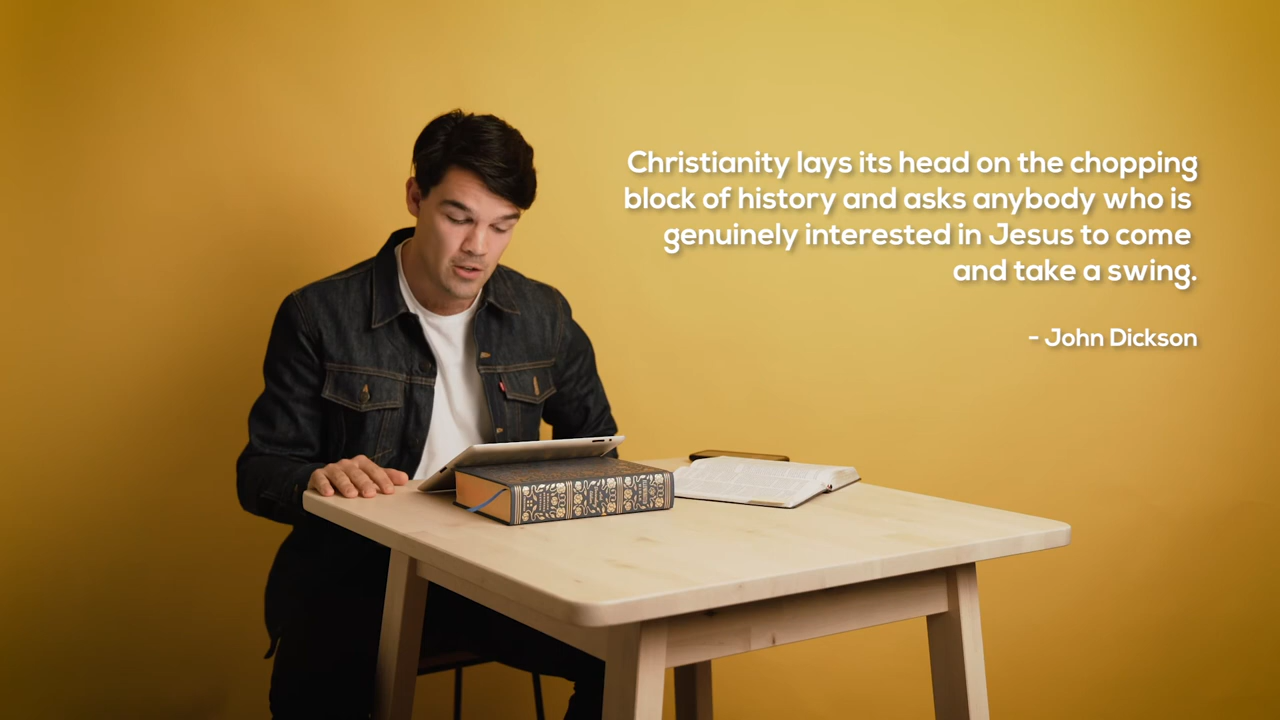 Christianity lays its head on the chopping
block of history and asks anybody who is
genuinely interested in Jesus to come
and take a swing.
- John Dickson